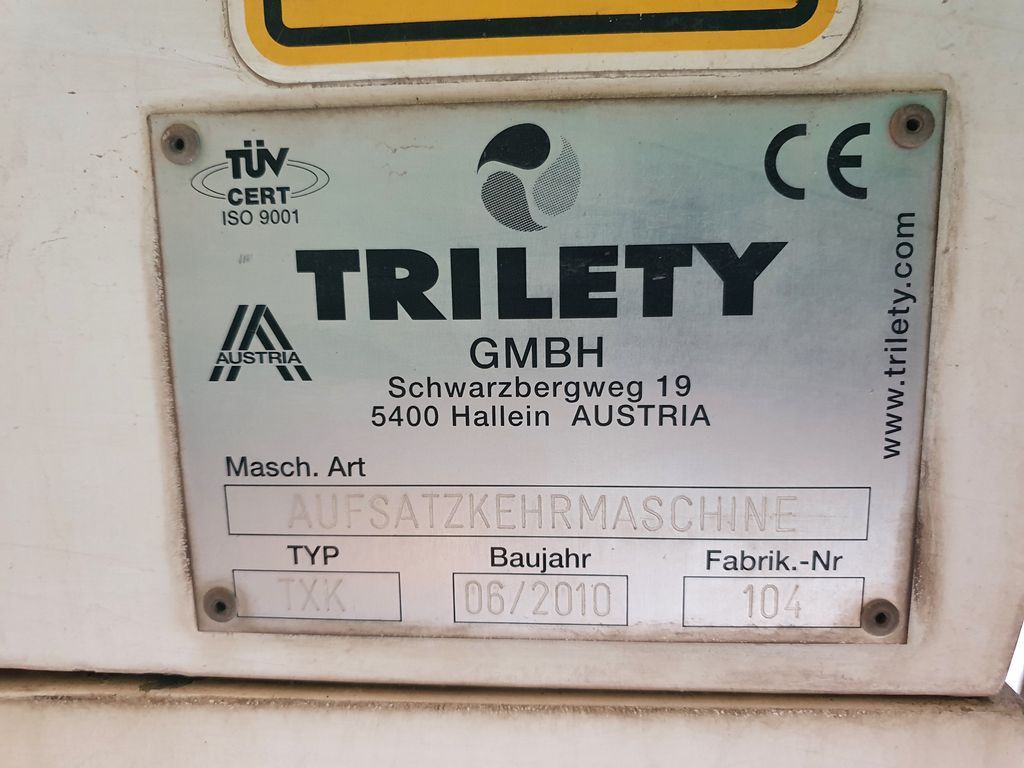 TÜV
CERT
ISO 9001
CE
TRILETY
GMBH
AUSTRIA
Schwarzbergweg 19
5400 Hallein AUSTRIA
www.trilety.com
Masch. Art
AUFSATZKEHRMASCHINE
TYP Baujahr Fabrik.-Nr
TXK 06/2010 104